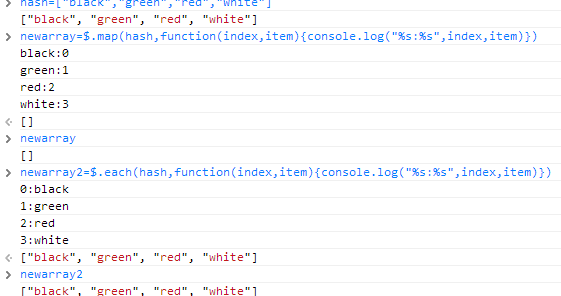 hash=["black","green","red","white"]
["black", "green", "red", "white"]
newarray=$.map(hash,function(index,item){console.log("%s:%s",index,item)})
black:0
green:1
red:2
white:3
[]
newarray
[]
newarray2=$.each(hash,function(index,item){console.log("%s:%s",index,item)})
0:black
1:green
2:red
3:white
["black", "green", "red", "white"]
newarray2
["black", "green", "red", "white"]